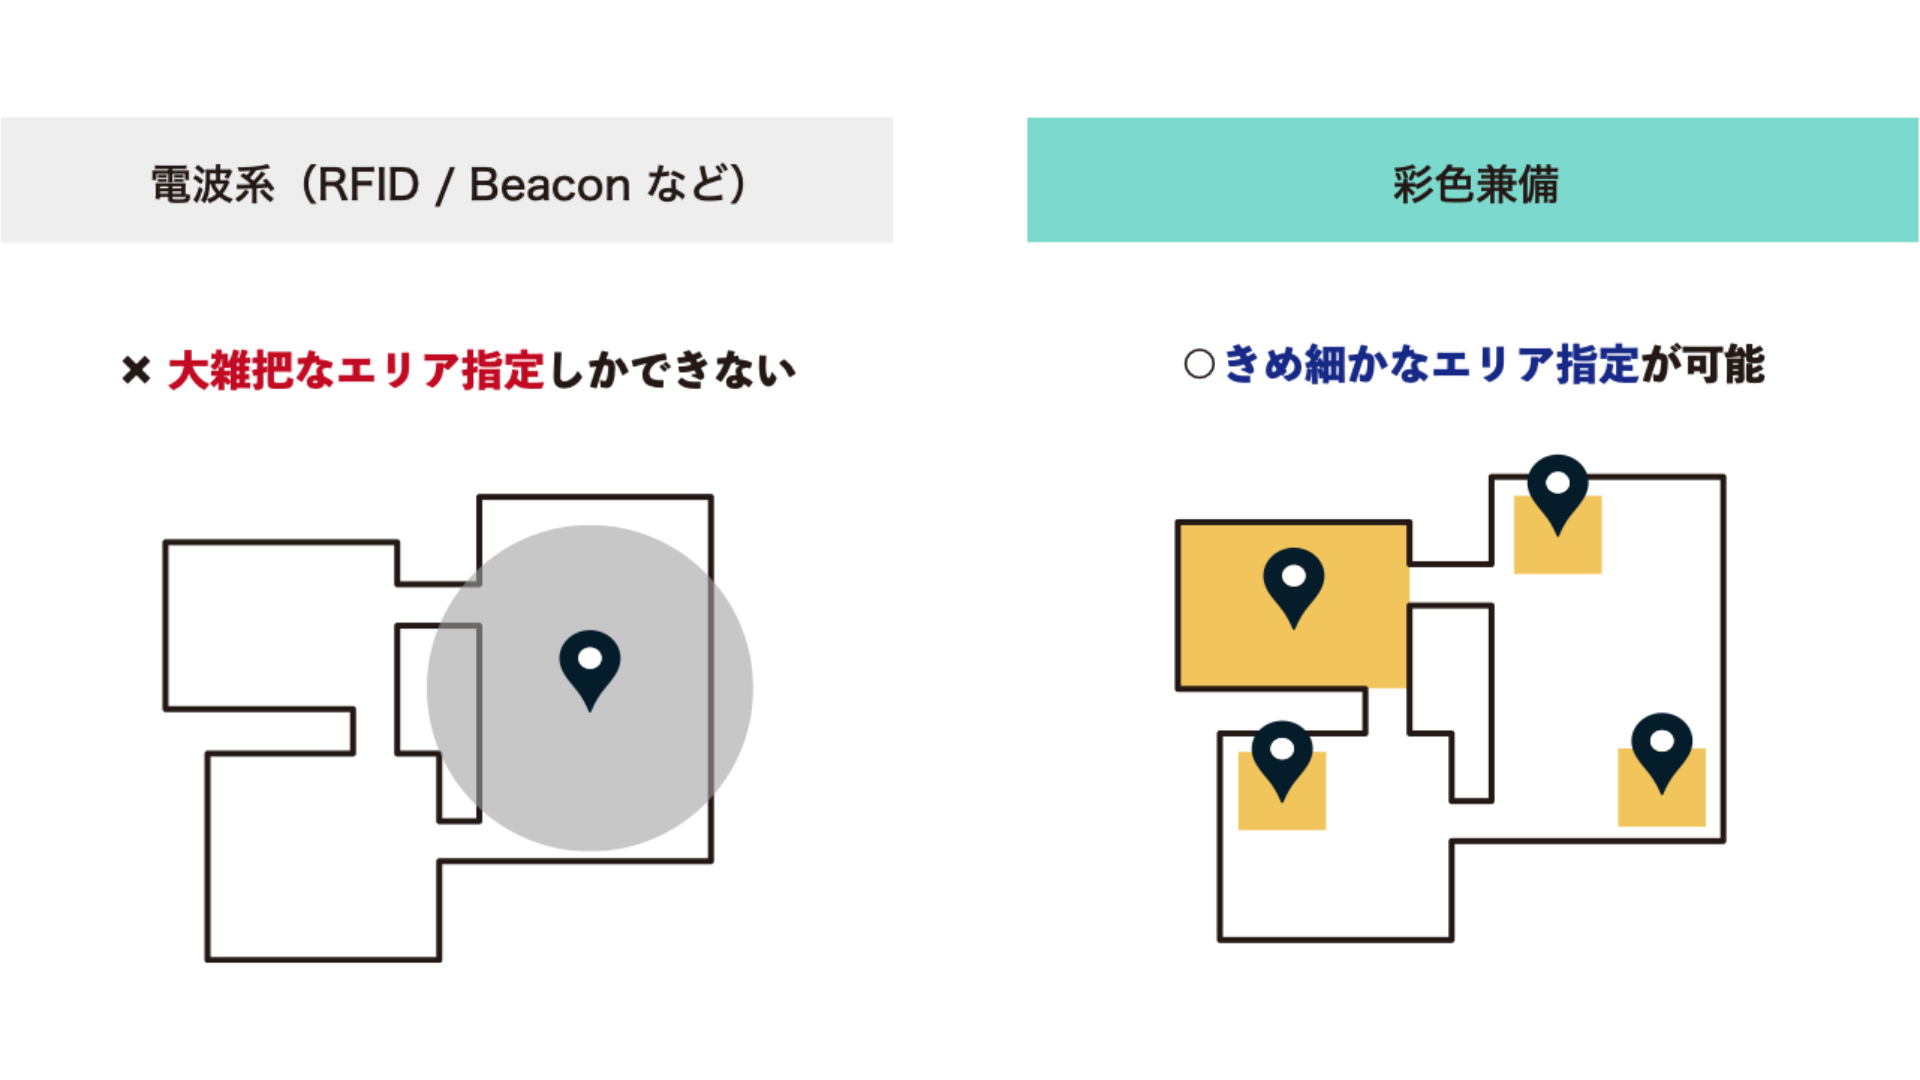 電波系（RFID / Beacon など）
彩色兼備
× 大雑把なエリア指定しかできない
○ きめ細かなエリア指定が可能